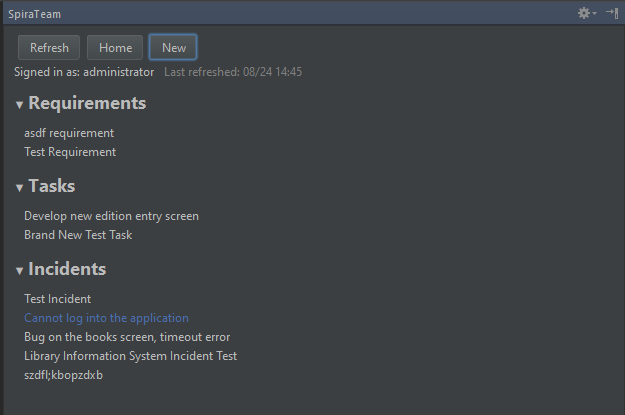 SpiraTeam
Refresh Home New
Signed in as: administrator Last refreshed: 08/24 14:45
Requirements
asdf requirement
Test Requirement
Tasks
Develop new edition entry screen
Brand New Test Task
Incidents
Test Incident
Cannot log into the application
Bug on the books screen, timeout error
Library Information System Incident Test
szdfl;kbopzdxb